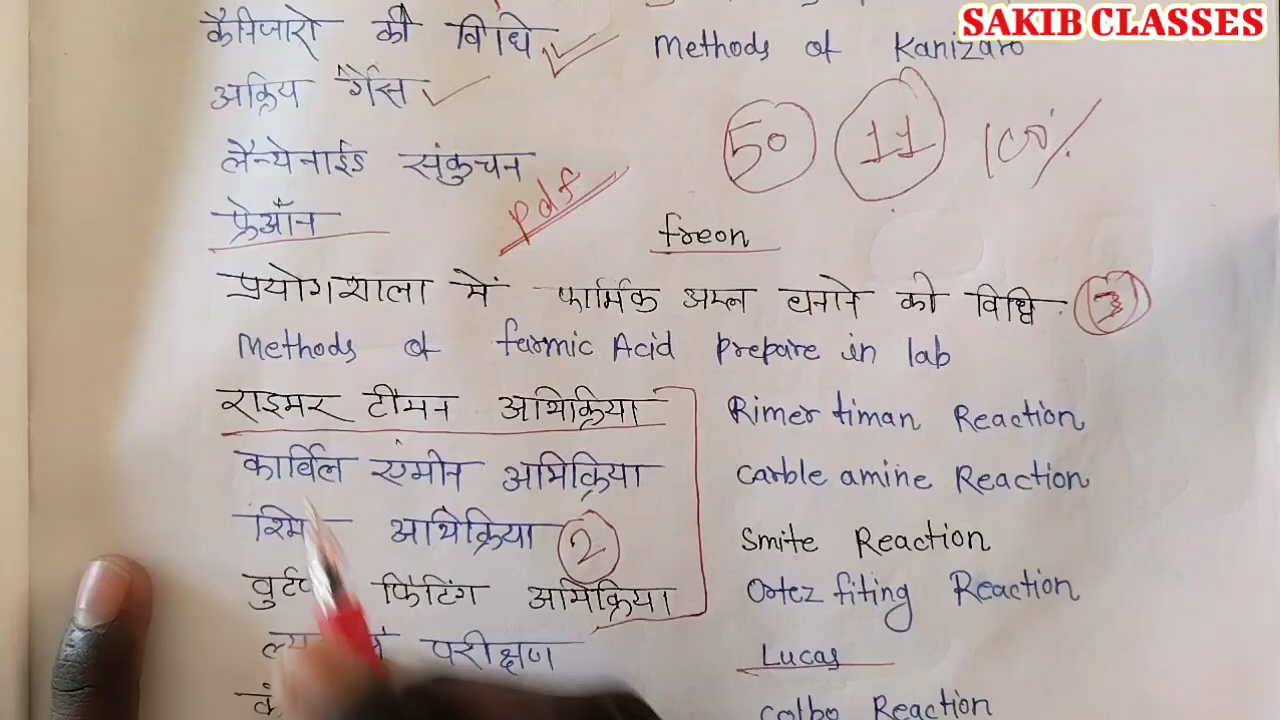 SAKIB CLASSES
कैनिजारो की विधि methods of Kanizaro
अक्रिय गैस
50 11 100%
लैन्थेनाईड संकुचन
pdf
फ्रेऑन freon
प्रयोगशाला में फार्मिक अम्ल बनाने की विधि 3
methods of farmic Acid prepare in lab
राइमर टीमन अभिक्रिया Rimer timan Reaction
कार्बिल एमीन अभिक्रिया Carble amine Reaction
अभिक्रिया 2 Smite Reaction
फिटिंग अभिक्रिया Ortez fiting Reaction
परीक्षण Lucas
colbo Reaction